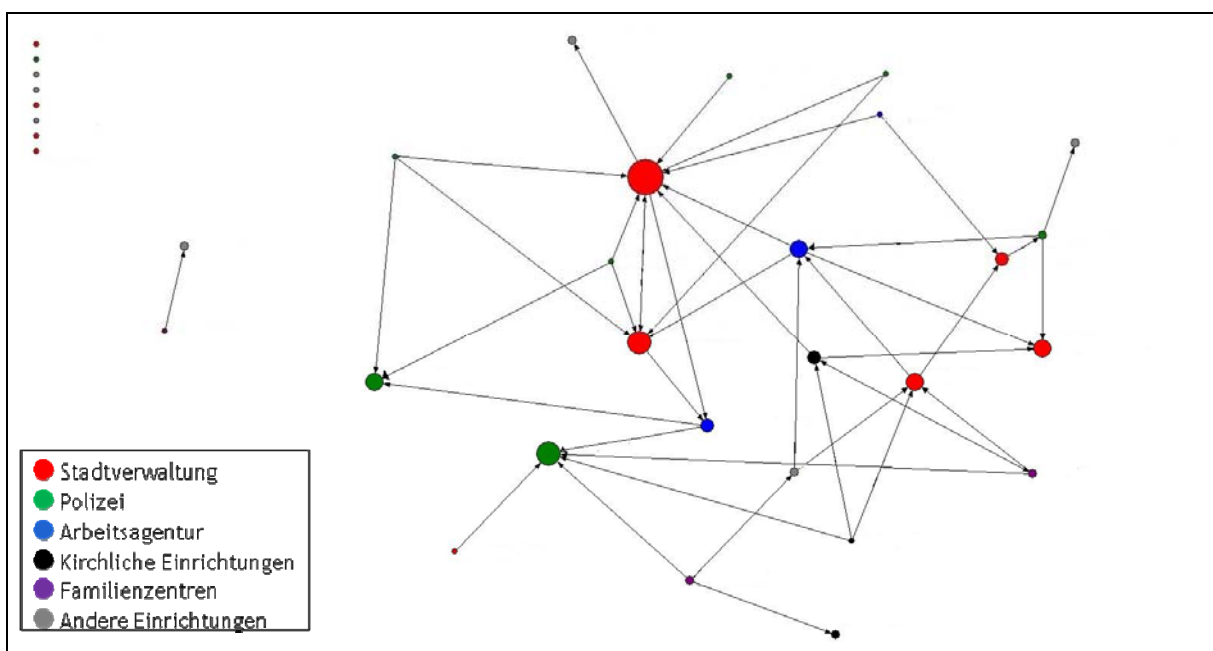 Stadtverwaltung
Polizei
Arbeitsagentur
Kirchliche Einrichtungen
Familienzentren
Andere Einrichtungen